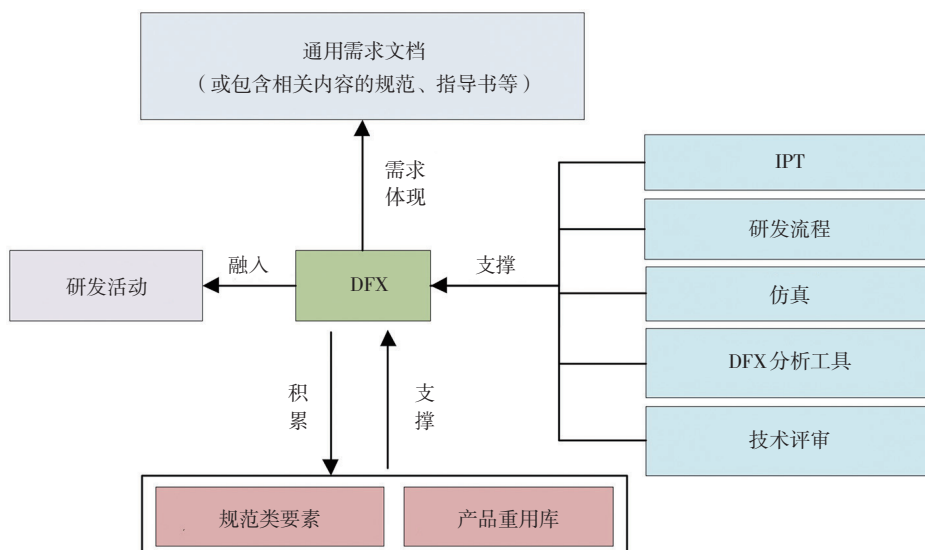 通用需求文档
（或包含相关内容的规范、指导书等）
需求
体现
IPT
研发流程
研发活动
融入
DFX
支撑
仿真
DFX分析工具
积
累
支
撑
技术评审
规范类要素
产品重用库